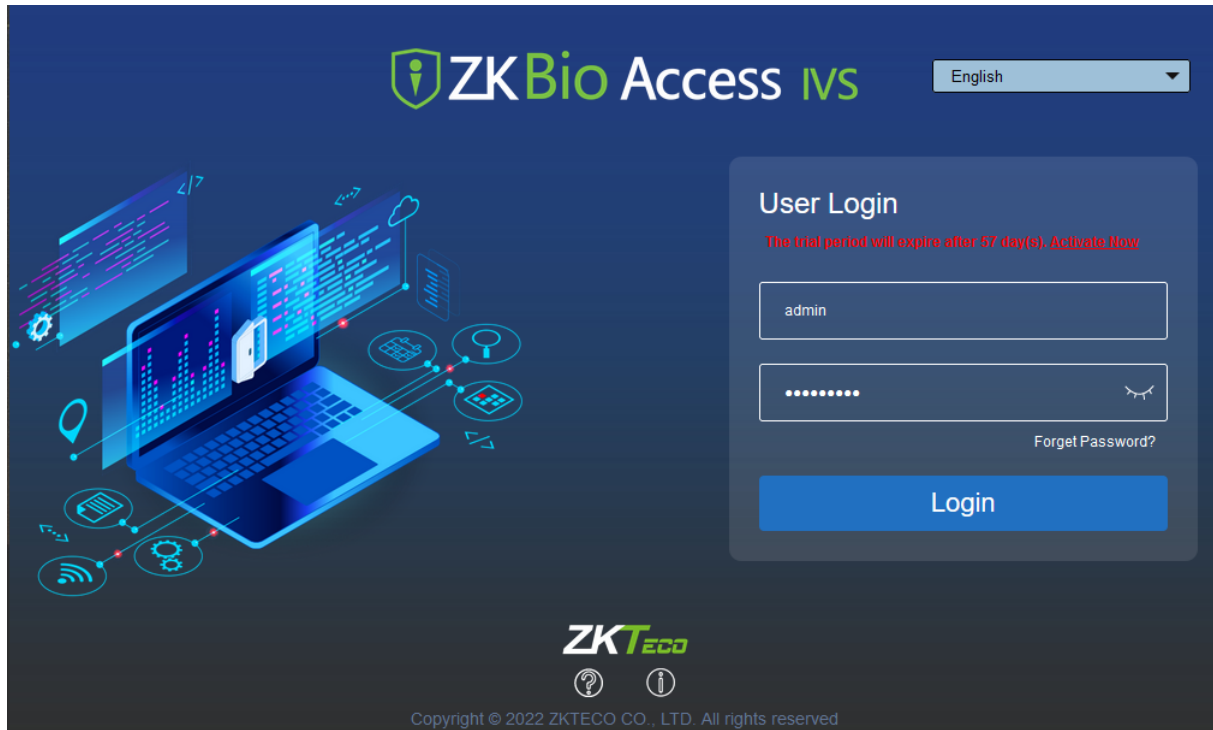 ZKBio Access IVS
English
User Login
The trial period will expire after 57 day(s). Activate Now
admin
•••••••••
Forget Password?
Login
ZKTECO
Copyright © 2022 ZKTECO CO., LTD. All rights reserved